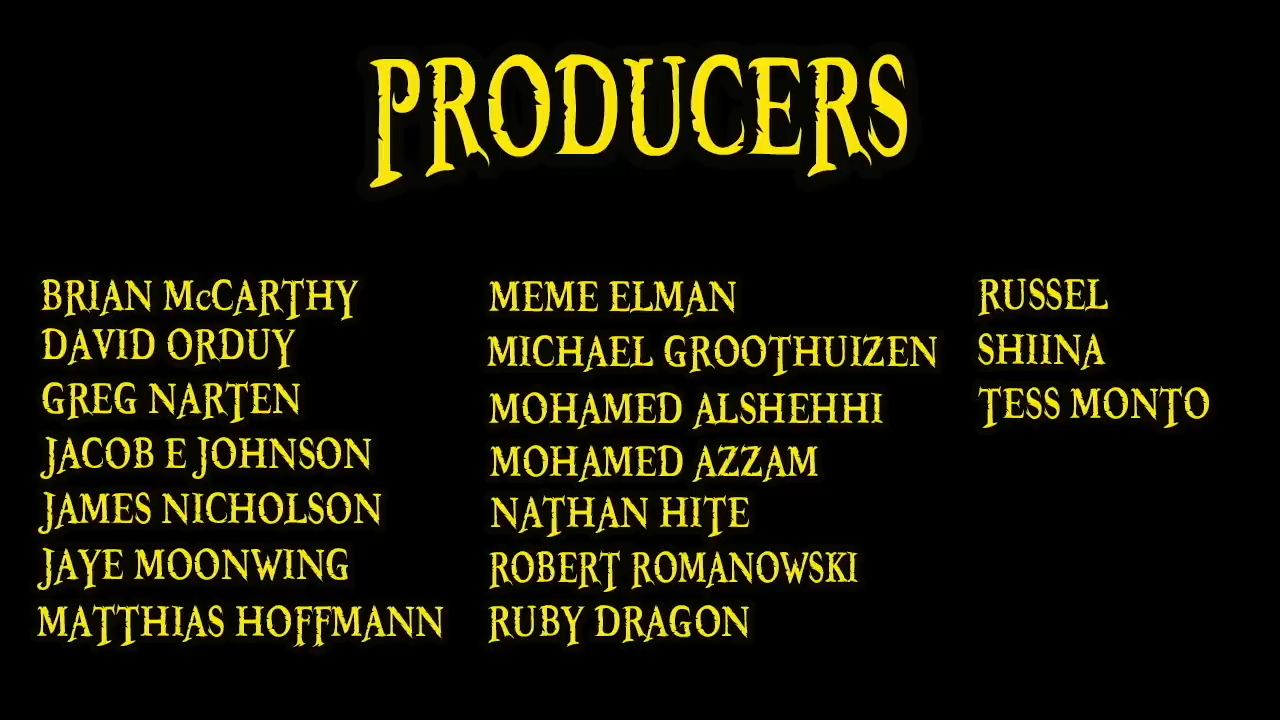 PRODUCERS
BRIAN McCARTHY
DAVID ORDUY
GREG NARTEN
JACOB E JOHNSON
JAMES NICHOLSON
JAYE MOONWING
MATTHIAS HOFFMANN
MEME ELMAN
MICHAEL GROOTHUIZEN
MOHAMED ALSHEHHI
MOHAMED AZZAM
NATHAN HITE
ROBERT ROMANOWSKI
RUBY DRAGON
RUSSEL
SHIINA
TESS MONTO